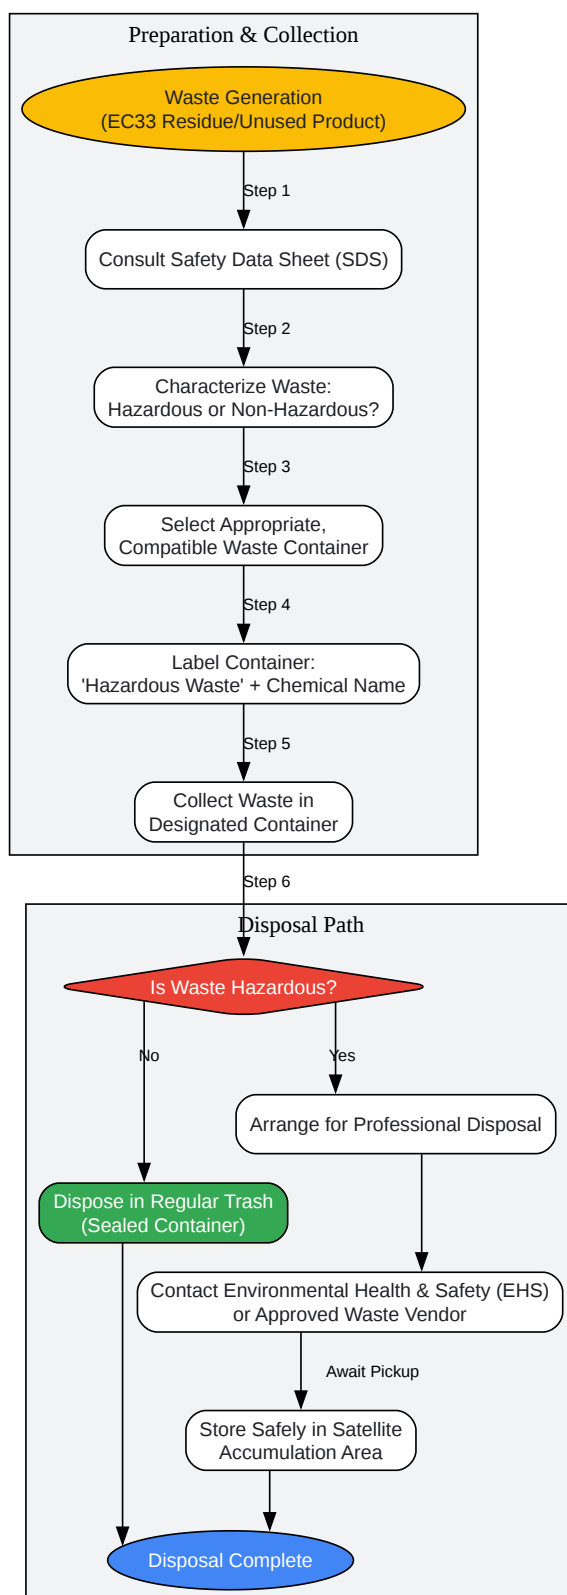 Preparation & Collection
Waste Generation
(EC33 Residue/Unused Product)
Step 1
Consult Safety Data Sheet (SDS)
Step 2
Characterize Waste:
Hazardous or Non-Hazardous?
Step 3
Select Appropriate,
Compatible Waste Container
Step 4
Label Container:
'Hazardous Waste' + Chemical Name
Step 5
Collect Waste in
Designated Container
Step 6
Disposal Path
Is Waste Hazardous?
No
Yes
Arrange for Professional Disposal
Dispose in Regular Trash
(Sealed Container)
Contact Environmental Health & Safety (EHS)
or Approved Waste Vendor
Await Pickup
Store Safely in Satellite
Accumulation Area
Disposal Complete